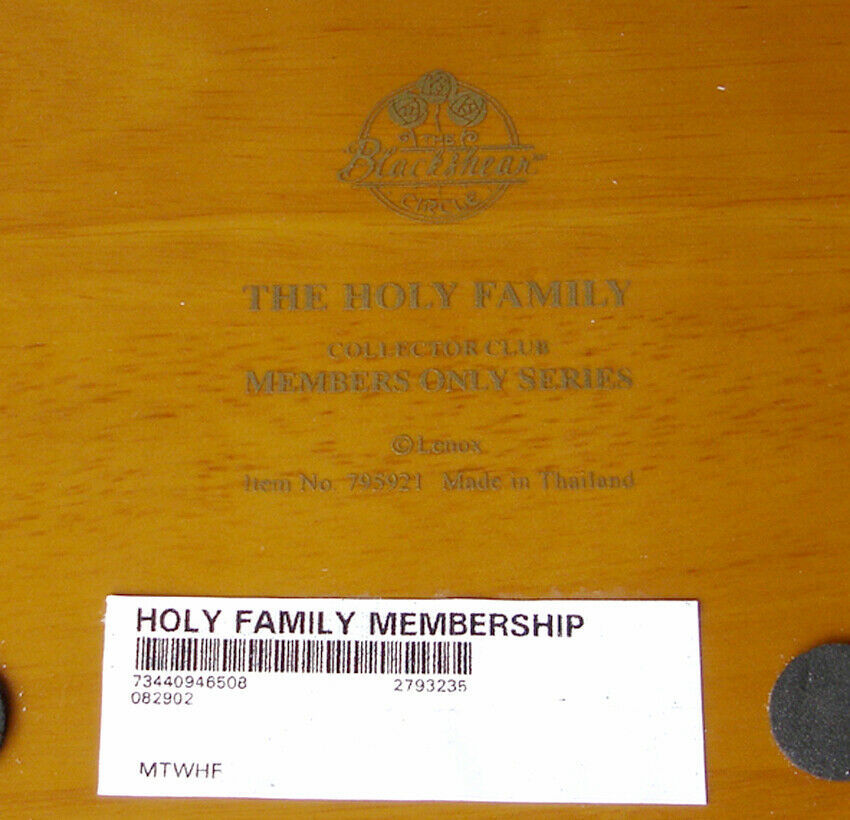 THE
Blackshear™
CIRCLE
THE HOLY FAMILY
COLLECTOR CLUB
MEMBERS ONLY SERIES
©Lenox
Item No. 795921 Made in Thailand
HOLY FAMILY MEMBERSHIP
73440946508 2793235
082902
MTWHF